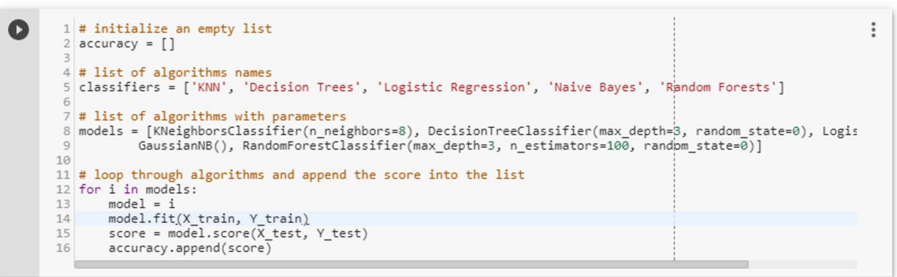 1 # initialize an empty list
2 accuracy = []
3
4 # list of algorithms names
5 classifiers = ['KNN', 'Decision Trees', 'Logistic Regression', 'Naive Bayes', 'Random Forests']
6
7 # list of algorithms with parameters
8 models = [KNeighborsClassifier(n_neighbors=8), DecisionTreeClassifier(max_depth=3, random_state=0), Logis
9         GaussianNB(), RandomForestClassifier(max_depth=3, n_estimators=100, random_state=0)]
10
11 # loop through algorithms and append the score into the list
12 for i in models:
13     model = i
14     model.fit(X_train, Y_train)
15     score = model.score(X_test, Y_test)
16     accuracy.append(score)